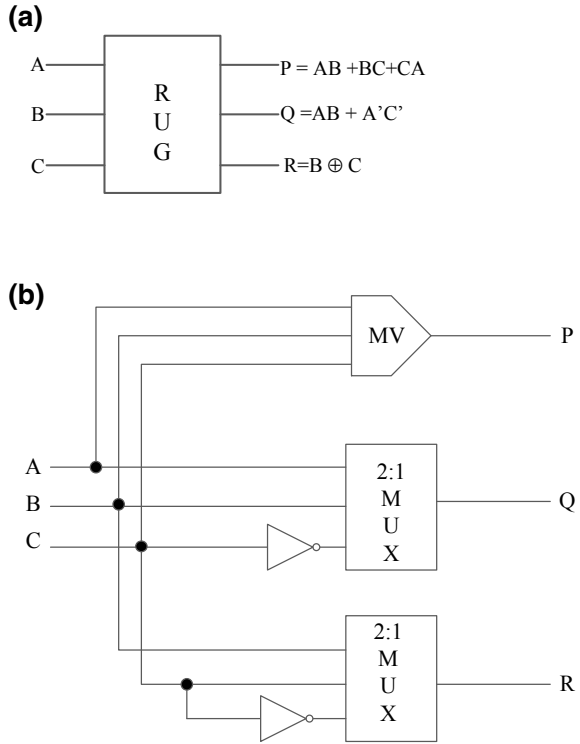 (a)
A
B
C
R
U
G
P = AB +BC+CA
Q =AB + A’C’
R=B ⊕ C
(b)
MV
P
A
B
C
2:1
M
U
X
Q
2:1
M
U
X
R